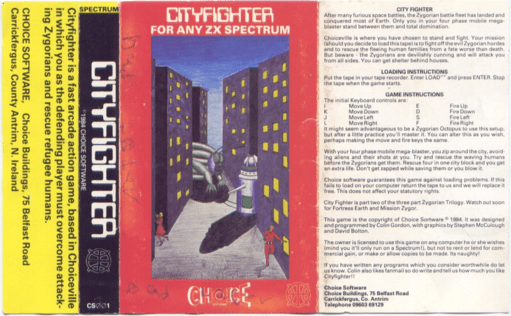 CHOICE SOFTWARE, Choice Buildings, 75 Belfast Road
Carrickfergus, County Antrim, N. Ireland
Cityfighter is a fast arcade action game, based in Choiceville
in which you as the defending player must overcome attack-
ing Zygorians and rescue refugee humans.
SPECTRUM
CITYFIGHTER
1984 CHOICE SOFTWARE
CS001
CITYFIGHTER
FOR ANY ZX SPECTRUM
CHOICE
CITY FIGHTER
After many furious space battles, the Zygorian battle fleet has landed and
conquered most of Earth. Only you in your four phase mobile mega-
blaster stand between them and total domination.
Choiceville is where you have chosen to stand and fight. Your mission
(should you decide to load this tape) is to fight off the evil Zygorian hordes
and to rescue the fleeing human families from a fate worse than death.
But beware - the Zygorians are devilishly cunning and will attack you
from all sides. You can get shelter behind houses.
LOADING INSTRUCTIONS
Put the tape in your tape recorder. Enter LOAD"" and press ENTER. Stop
the tape when the game starts.
GAME INSTRUCTIONS
The initial Keyboard controls are:
I Move Up E Fire Up
K Move Down D Fire Down
J Move Left S Fire Left
L Move Right F Fire Right
It might seem advantageous to be a Zygorian Octopus to use this setup,
but after a little practice you'll master it. You can alter this as you wish,
perhaps making the move and fire keys the same.
With your four phase mobile mega-blaster, you zip around the city, avoid-
ing aliens and their shots at you. Try and rescue the waving humans
before the Zygorians get them. Rescue four in one city block and you get
an extra life. Don't get zapped while saving them or you blow it.
Choice software guarantees this game against loading problems. If this
fails to load on your computer return the tape to us and we will replace it
free. This does not affect your statutory rights.
City Fighter is part two of the three part Zygorian Trilogy. Watch out soon
for Fortress Earth and Mission Zygor.
This game is the copyright of Choice Software © 1984. It was designed
and programmed by Colin Gordon, with graphics by Stephen McCullough
and David Bolton.
The owner is licensed to use this game on any computer he or she wishes
(mind you it'll only run on a Spectrum!), but not to rent or lend for com-
mercial gain, or make or allow copies to be made. Its naughty!
If you have written any programs which you consider worthwhile do let
us know. Colin also likes fanmail so do write and tell us how much you like
Cityfighter!!
Choice Software
Choice Buildings, 75 Belfast Road
Carrickfergus. Co. Antrim
Telephone 09603 69129